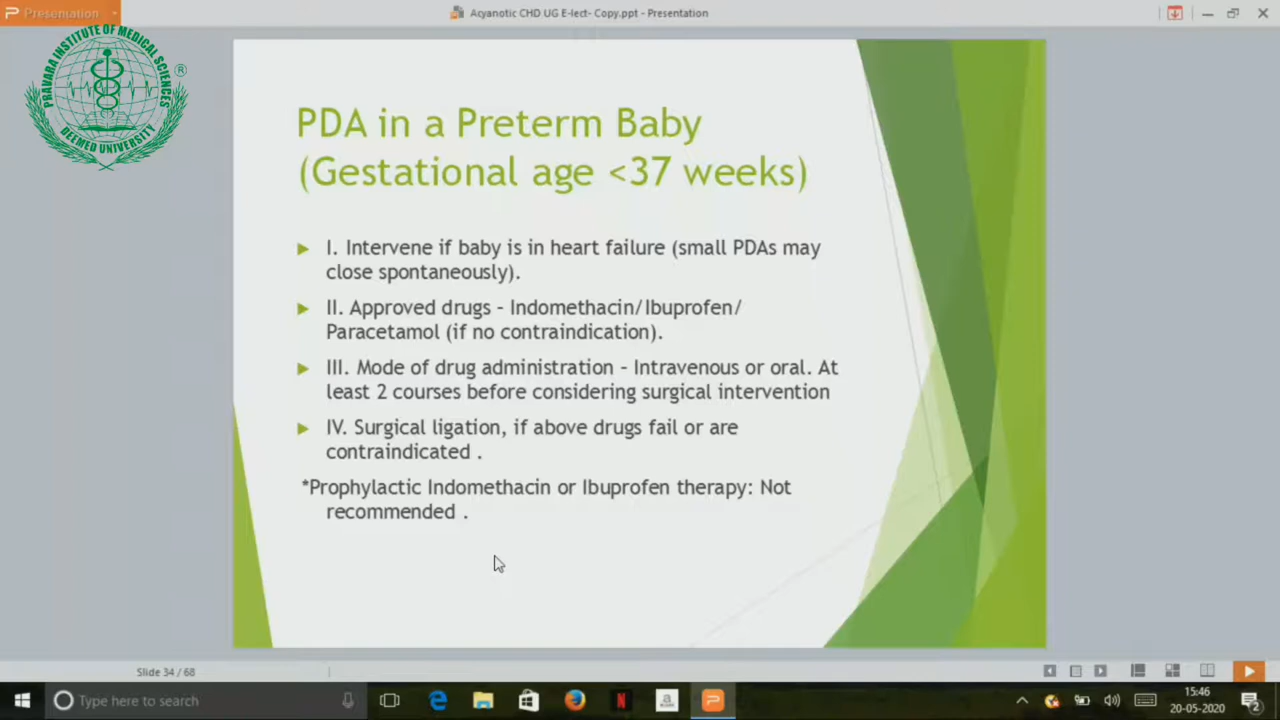 Presentation
Acyanotic CHD UG E-lect- Copy.ppt - Presentation
PRAVARA INSTITUTE OF MEDICAL SCIENCES
®
DEEMED UNIVERSITY
PDA in a Preterm Baby
(Gestational age <37 weeks)
I. Intervene if baby is in heart failure (small PDAs may
close spontaneously).
II. Approved drugs – Indomethacin/Ibuprofen/
Paracetamol (if no contraindication).
III. Mode of drug administration – Intravenous or oral. At
least 2 courses before considering surgical intervention
IV. Surgical ligation, if above drugs fail or are
contraindicated .
*Prophylactic Indomethacin or Ibuprofen therapy: Not
recommended .
Slide 34 / 68
Type here to search
15:46
20-05-2020
2